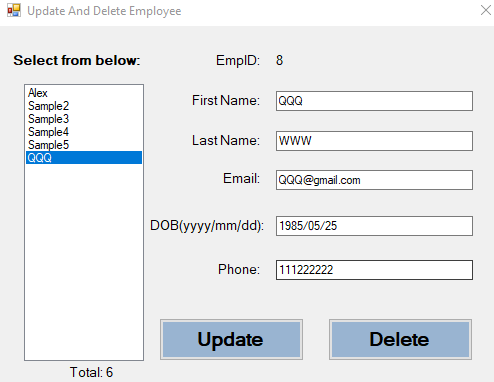 Update And Delete Employee
Select from below:
Alex
Sample2
Sample3
Sample4
Sample5
QQQ
Total: 6
EmpID: 8
First Name: QQQ
Last Name: WWW
Email: QQQ@gmail.com
DOB(yyyy/mm/dd): 1985/05/25
Phone: 111222222
Update
Delete